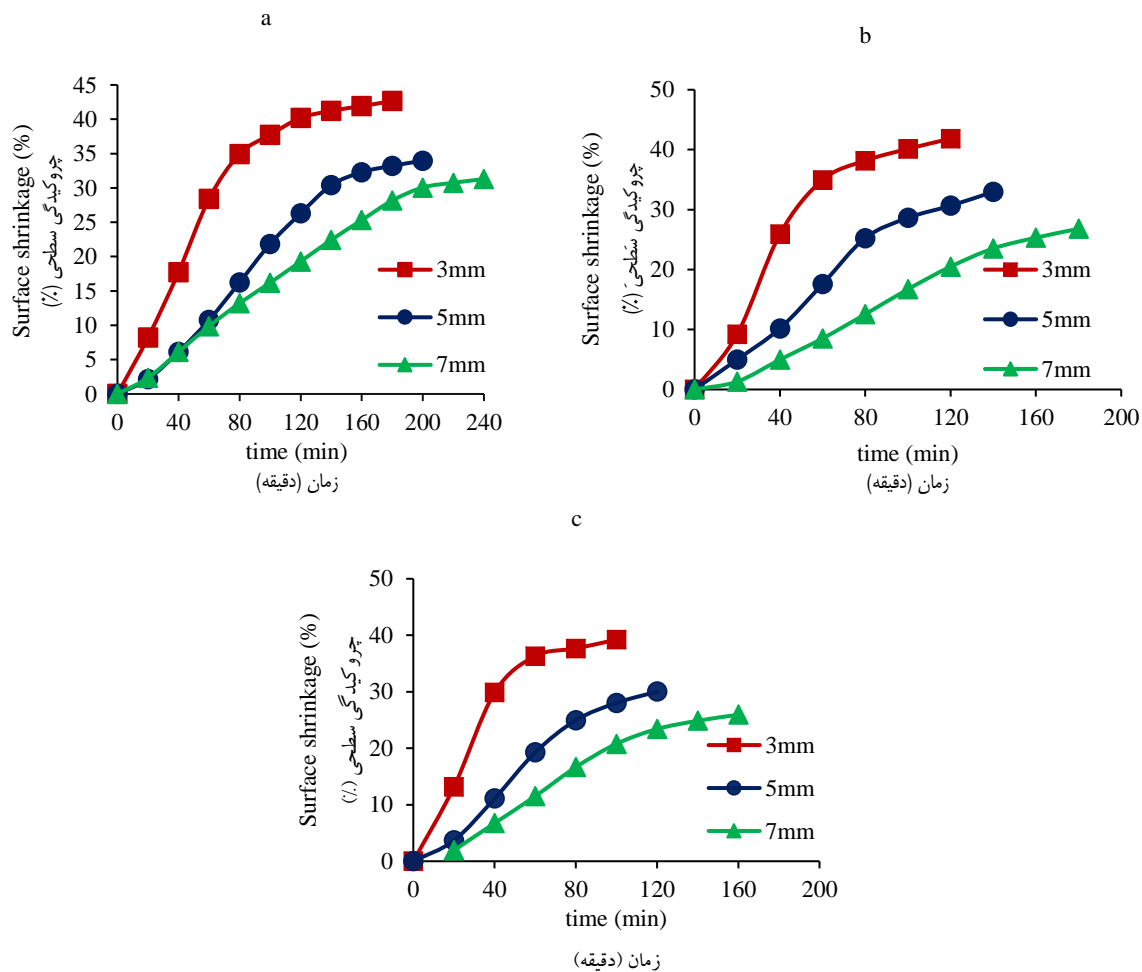 a
45
40
35
30
25
20
15
10
5
0
Surface shrinkage (%)
چروکیدگی سطحی (٪)
3mm
5mm
7mm
0 40 80 120 160 200 240
time (min)
زمان (دقیقه)
b
50
40
30
20
10
0
Surface shrinkage (%)
چروکیدگی سطحی (٪)
3mm
5mm
7mm
0 40 80 120 160 200
time (min)
زمان (دقیقه)
c
50
40
30
20
10
0
Surface shrinkage (%)
چروکیدگی سطحی (٪)
3mm
5mm
7mm
0 40 80 120 160 200
time (min)
زمان (دقیقه)